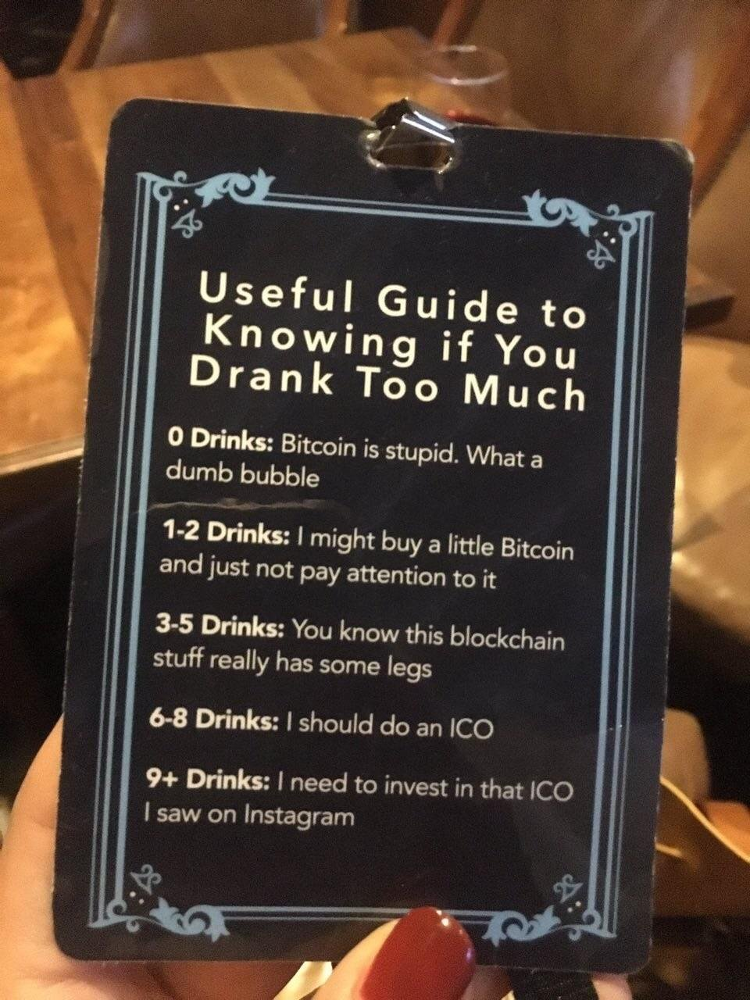 Useful Guide to
Knowing if You
Drank Too Much
0 Drinks: Bitcoin is stupid. What a
dumb bubble
1-2 Drinks: I might buy a little Bitcoin
and just not pay attention to it
3-5 Drinks: You know this blockchain
stuff really has some legs
6-8 Drinks: I should do an ICO
9+ Drinks: I need to invest in that ICO
I saw on Instagram